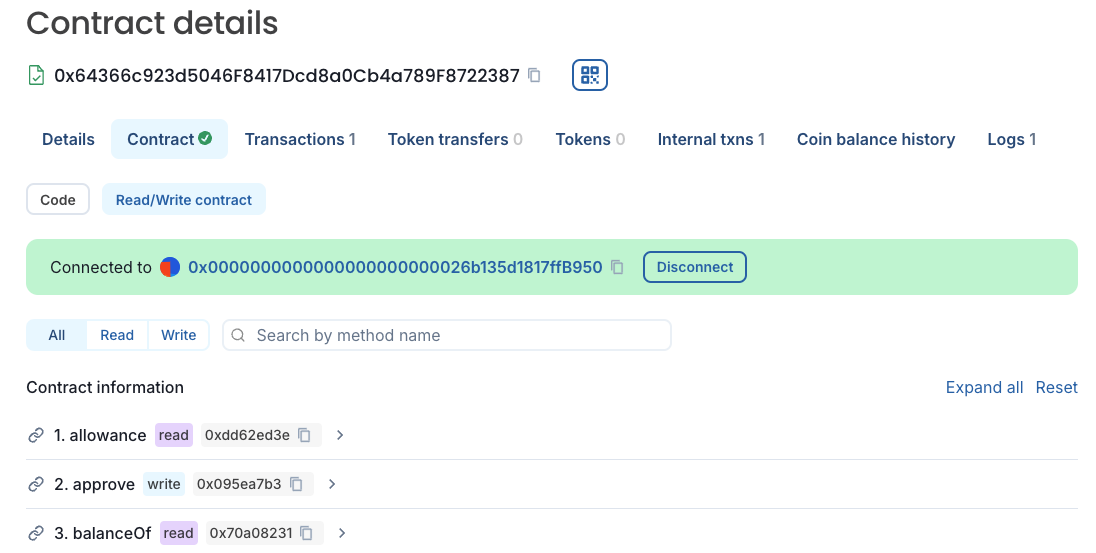 Contract details
0x64366c923d5046F8417Dcd8a0Cb4a789F8722387
Details Contract Transactions 1 Token transfers 0 Tokens 0 Internal txns 1 Coin balance history Logs 1
Code Read/Write contract
Connected to 0x0000000000000000000000026b135d1817ffB950 Disconnect
All Read Write Search by method name
Contract information Expand all Reset
1. allowance read 0xdd62ed3e
2. approve write 0x095ea7b3
3. balanceOf read 0x70a08231